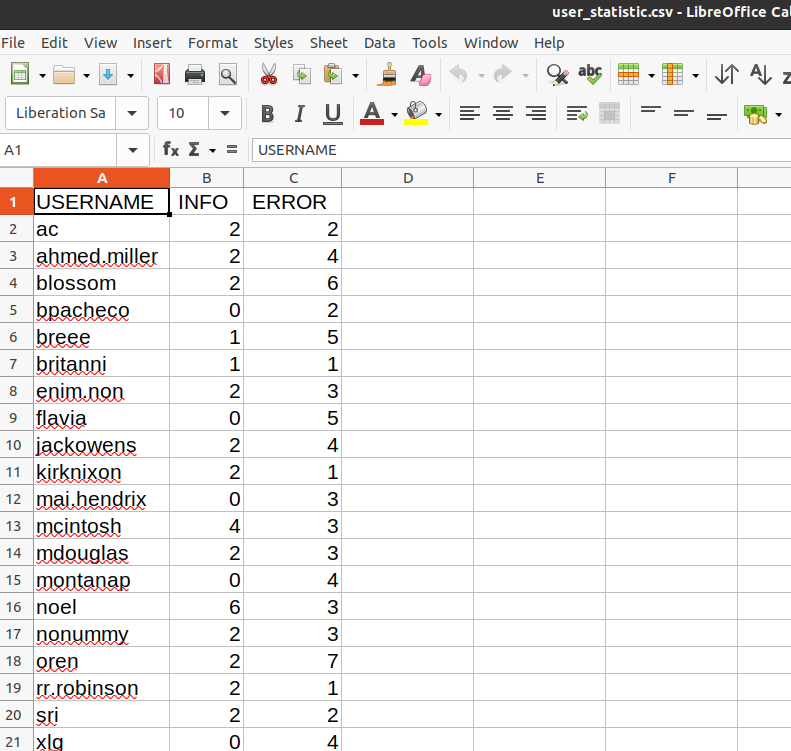 user_statistic.csv - LibreOffice Cal
File Edit View Insert Format Styles Sheet Data Tools Window Help
abc
Liberation Sa 10 B I U A
A1 fx Σ = USERNAME
A B C D E F
1 USERNAME INFO ERROR
2 ac 2 2
3 ahmed.miller 2 4
4 blossom 2 6
5 bpacheco 0 2
6 breee 1 5
7 britanni 1 1
8 enim.non 2 3
9 flavia 0 5
10 jackowens 2 4
11 kirknixon 2 1
12 mai.hendrix 0 3
13 mcintosh 4 3
14 mdouglas 2 3
15 montanap 0 4
16 noel 6 3
17 nonummy 2 3
18 oren 2 7
19 rr.robinson 2 1
20 sri 2 2
21 xlg 0 4